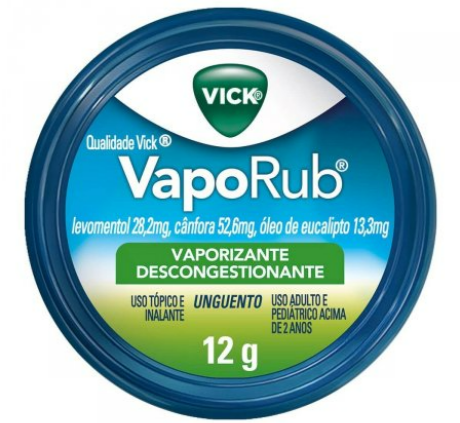 VICK®
Qualidade Vick®
VapoRub®
levomentol 28,2mg, cânfora 52,6mg, óleo de eucalipto 13,3mg
VAPORIZANTE
DESCONGESTIONANTE
USO TÓPICO E
INALANTE
UNGUENTO
USO ADULTO E
PEDIÁTRICO ACIMA
DE 2 ANOS
12 g